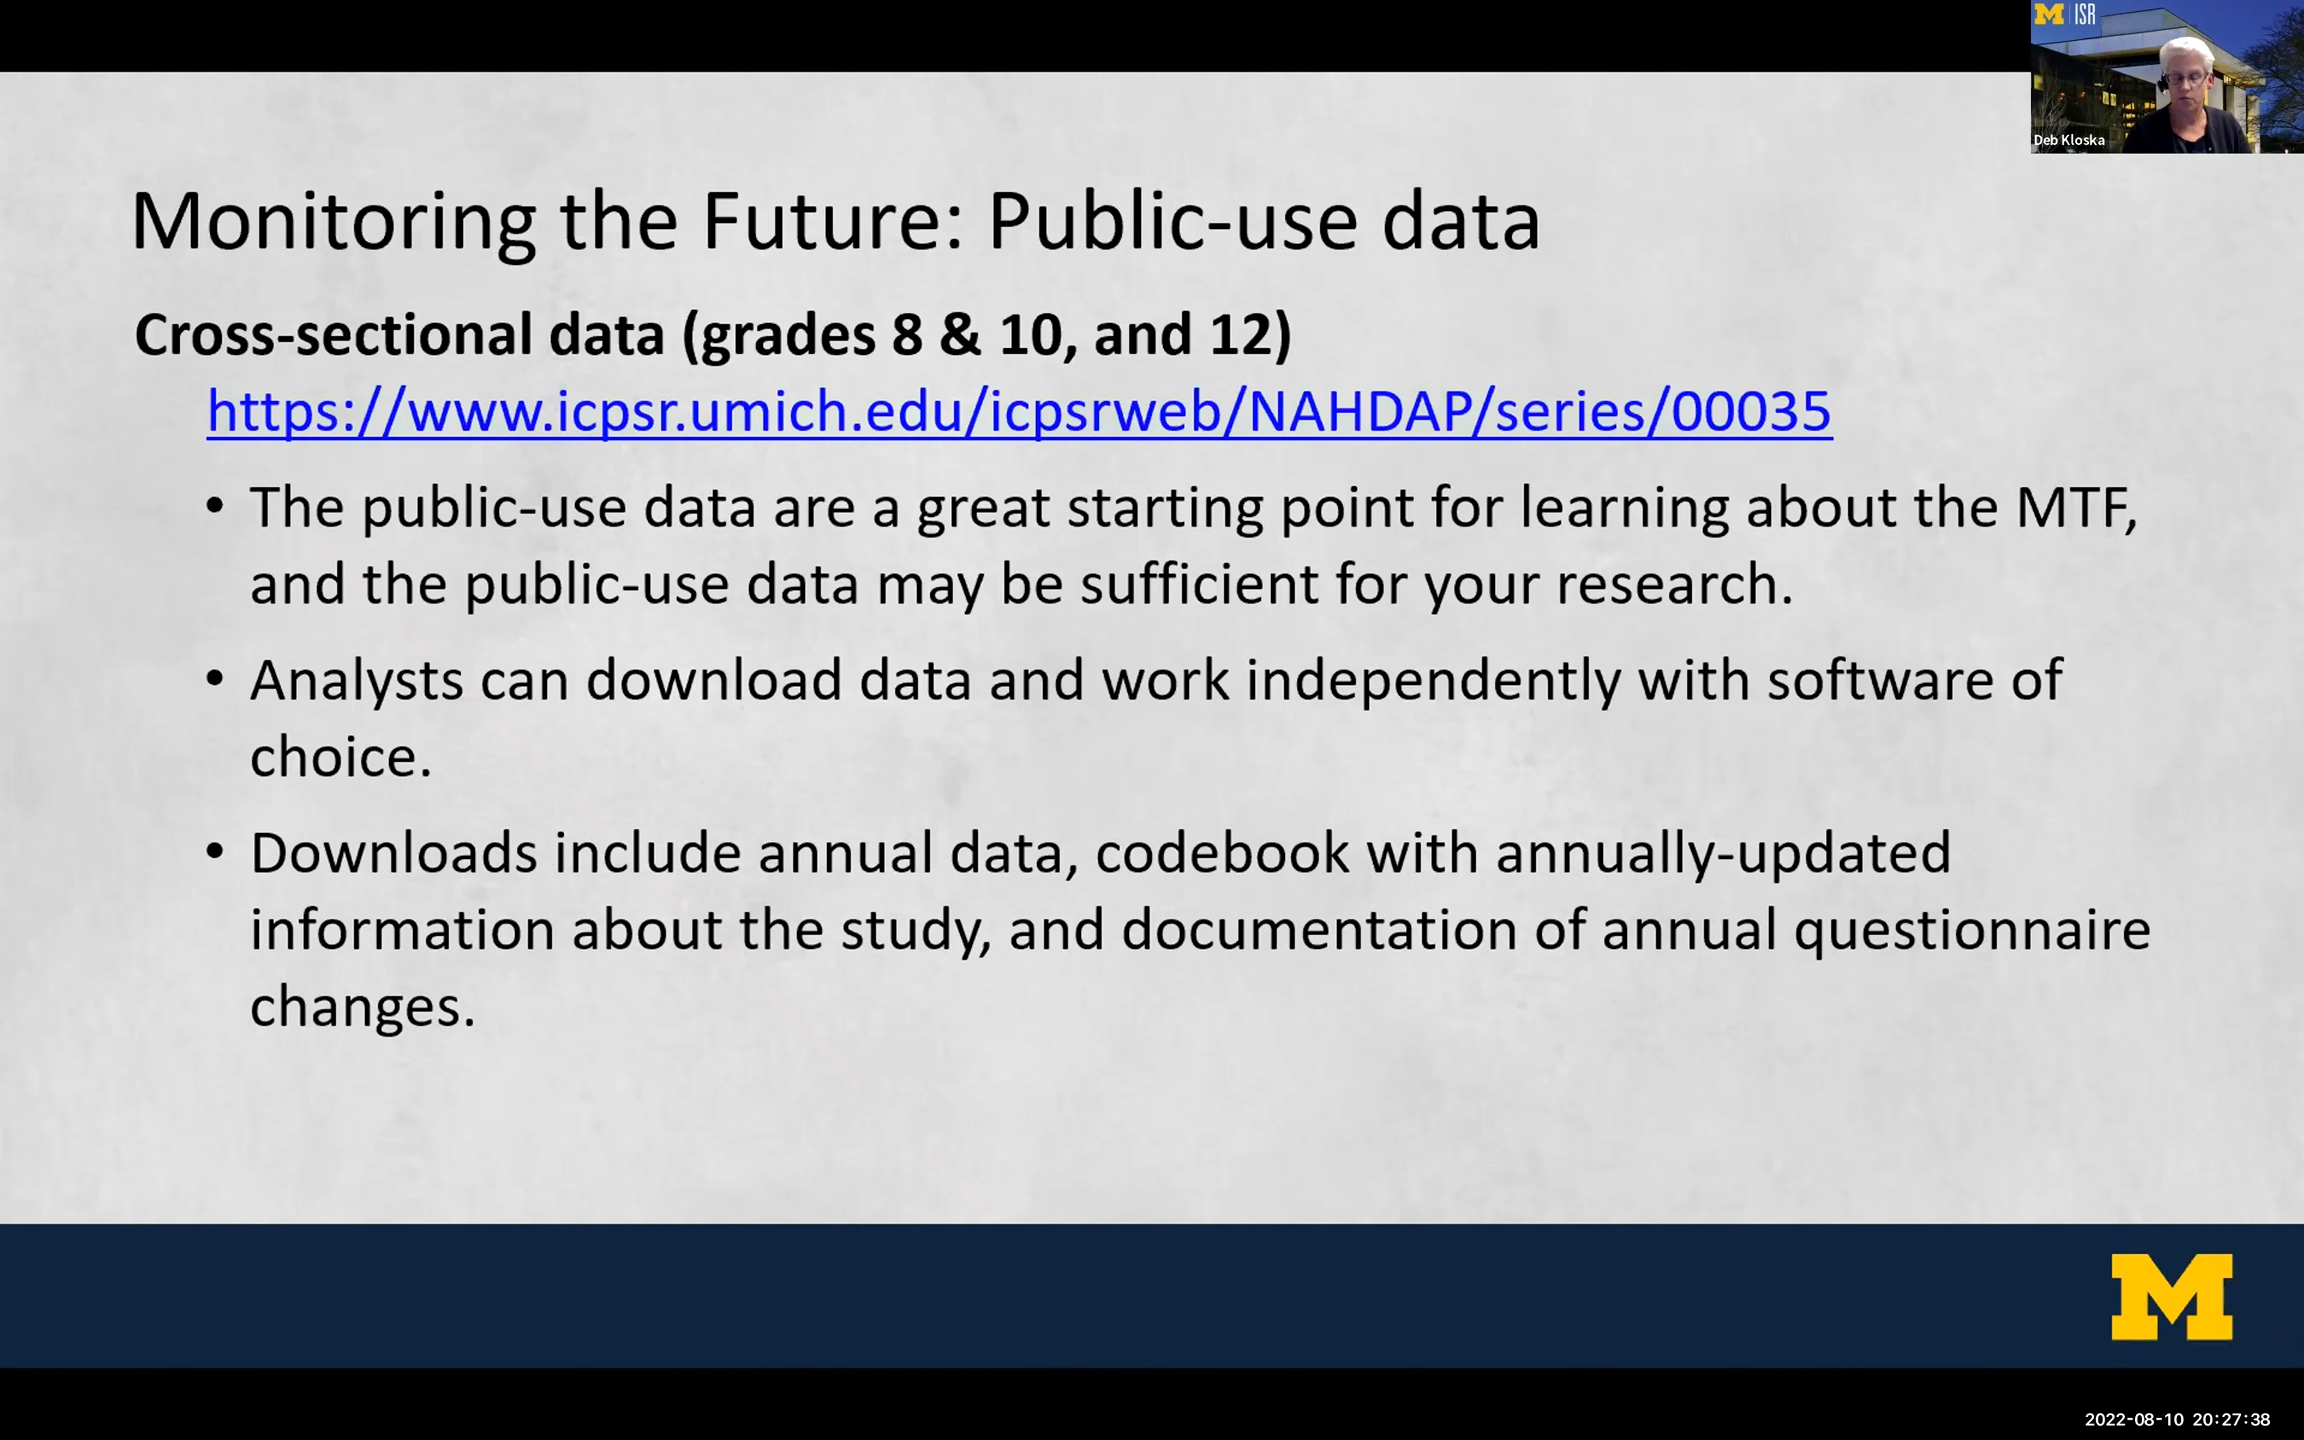 M | ISR
Deb Kloska
Monitoring the Future: Public-use data
Cross-sectional data (grades 8 & 10, and 12)
https://www.icpsr.umich.edu/icpsrweb/NAHDAP/series/00035
• The public-use data are a great starting point for learning about the MTF,
and the public-use data may be sufficient for your research.
• Analysts can download data and work independently with software of
choice.
• Downloads include annual data, codebook with annually-updated
information about the study, and documentation of annual questionnaire
changes.
M
2022-08-10 20:27:38